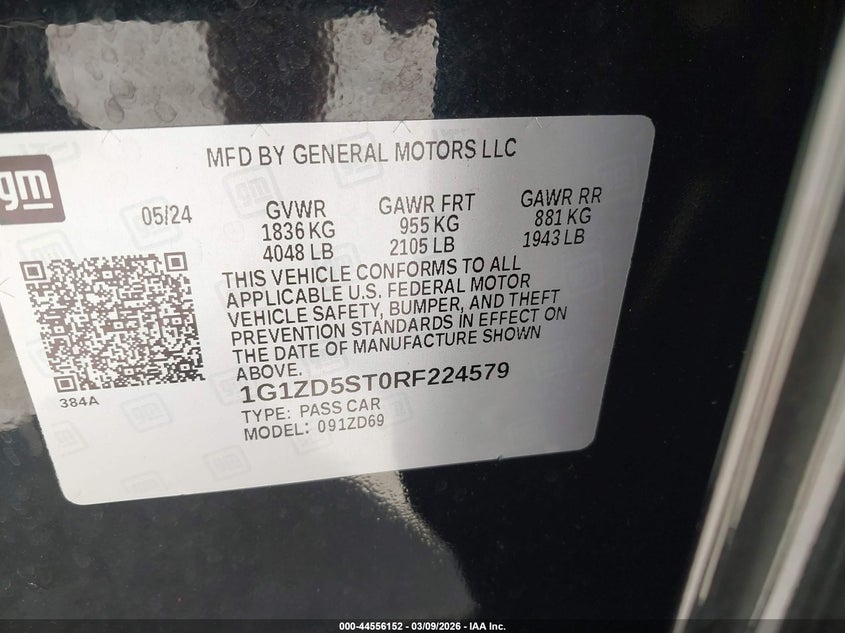 MFD BY GENERAL MOTORS LLC
gm
05/24
GVWR
1836 KG
4048 LB
GAWR FRT
955 KG
2105 LB
GAWR RR
881 KG
1943 LB
THIS VEHICLE CONFORMS TO ALL
APPLICABLE U.S. FEDERAL MOTOR
VEHICLE SAFETY, BUMPER, AND THEFT
PREVENTION STANDARDS IN EFFECT ON
THE DATE OF MANUFACTURE SHOWN
ABOVE.
384A
1G1ZD5ST0RF224579
TYPE: PASS CAR
MODEL: 091ZD69
000-44556152 - 03/09/2026 - IAA Inc.